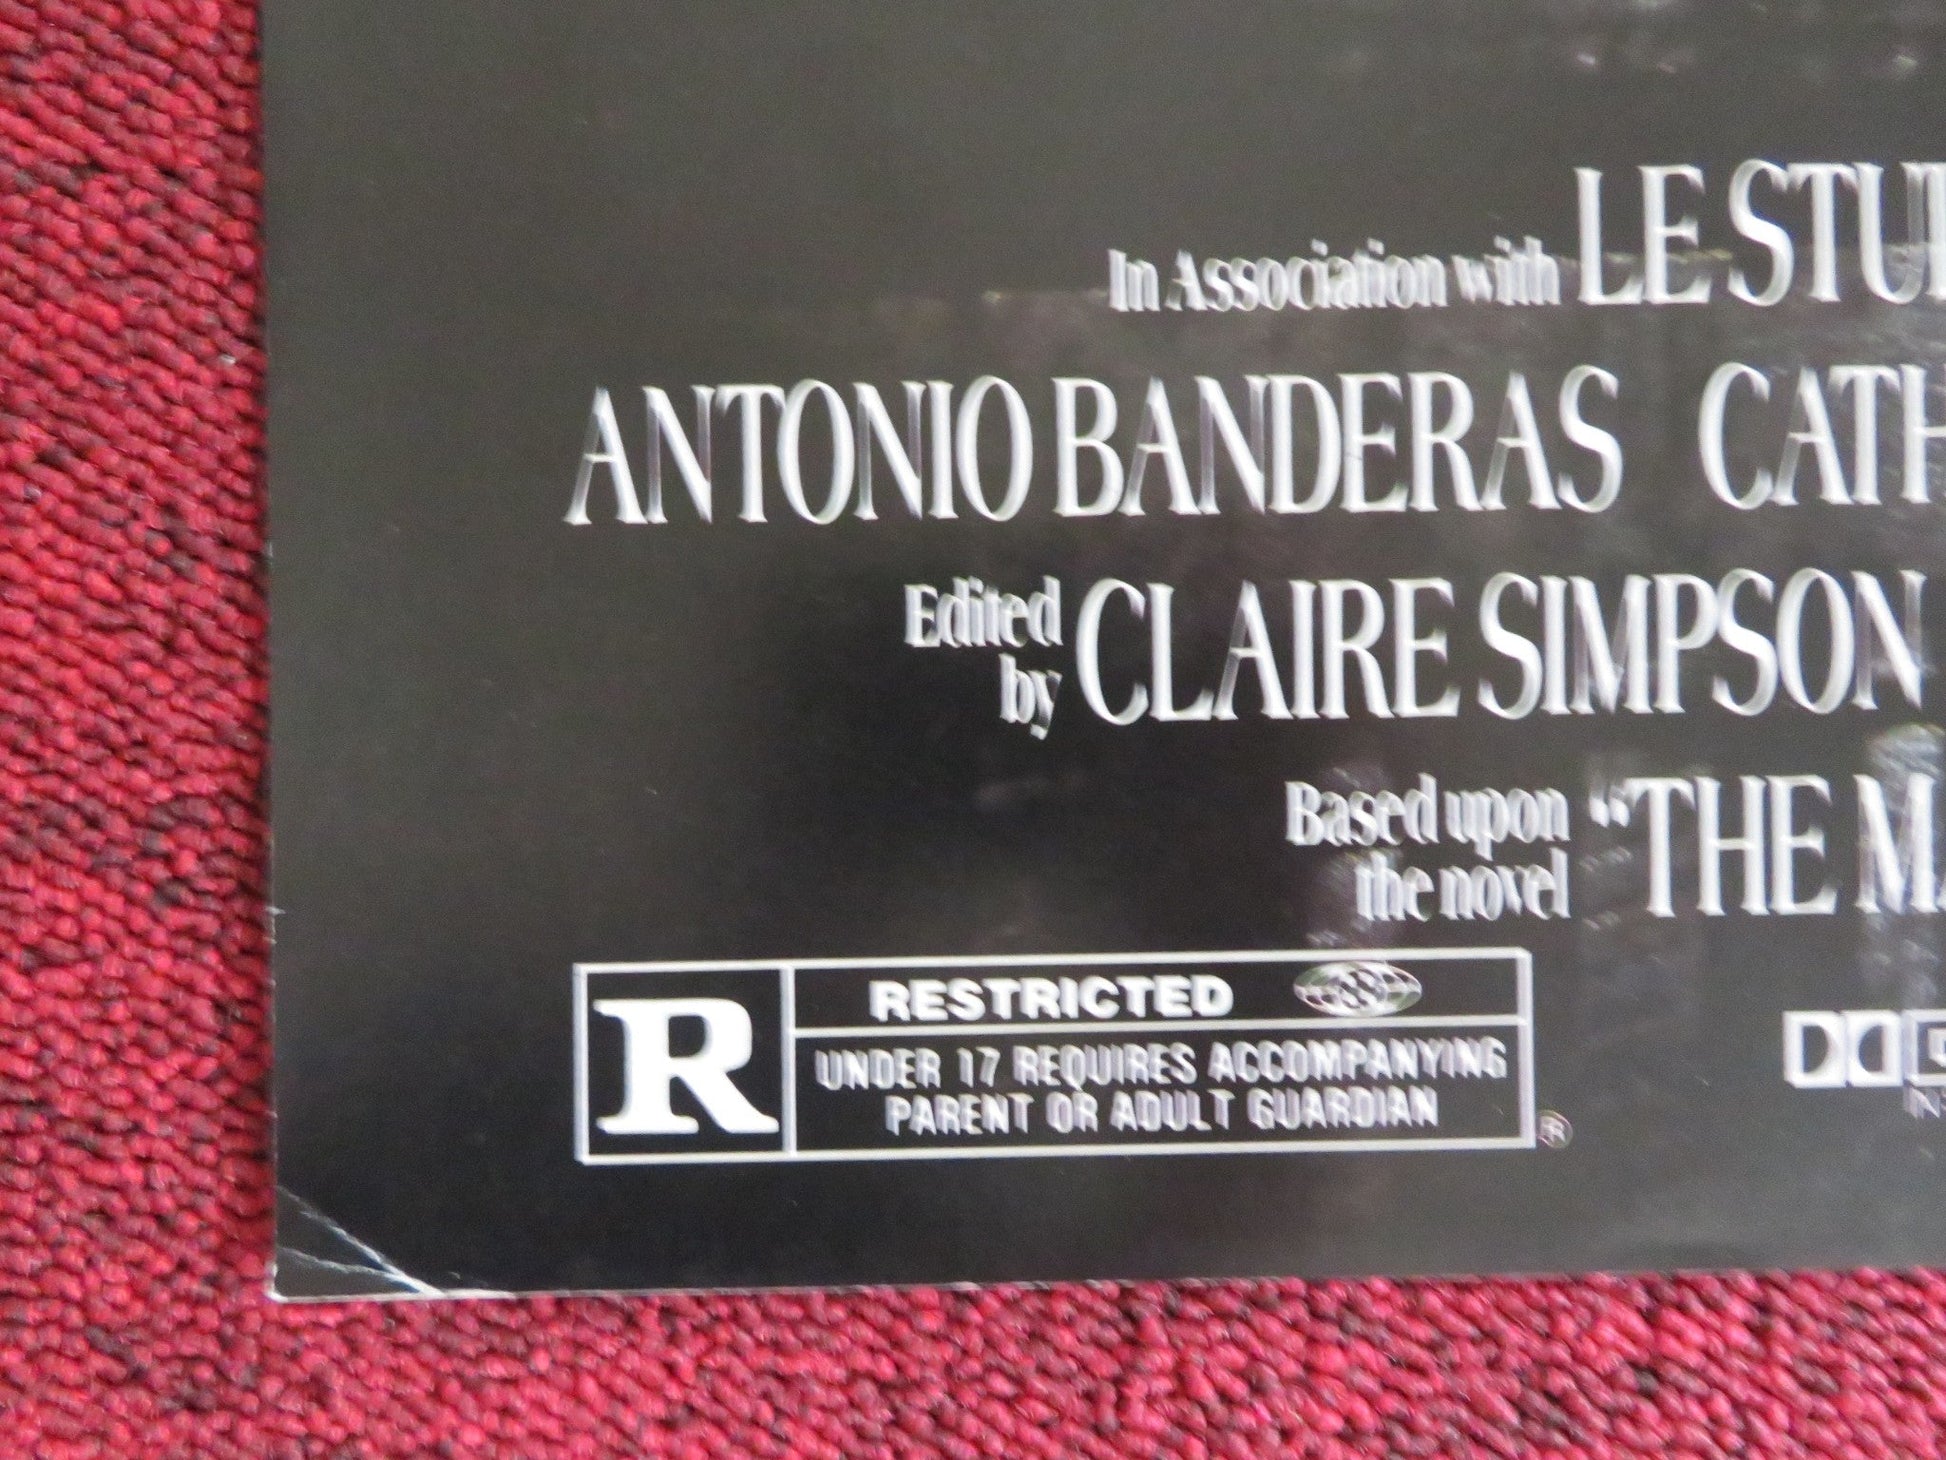 In Association with LE STU
ANTONIO BANDERAS CATH
Edited by CLAIRE SIMPSON
Based upon the novel "THE MA
R RESTRICTED
UNDER 17 REQUIRES ACCOMPANYING
PARENT OR ADULT GUARDIAN
®